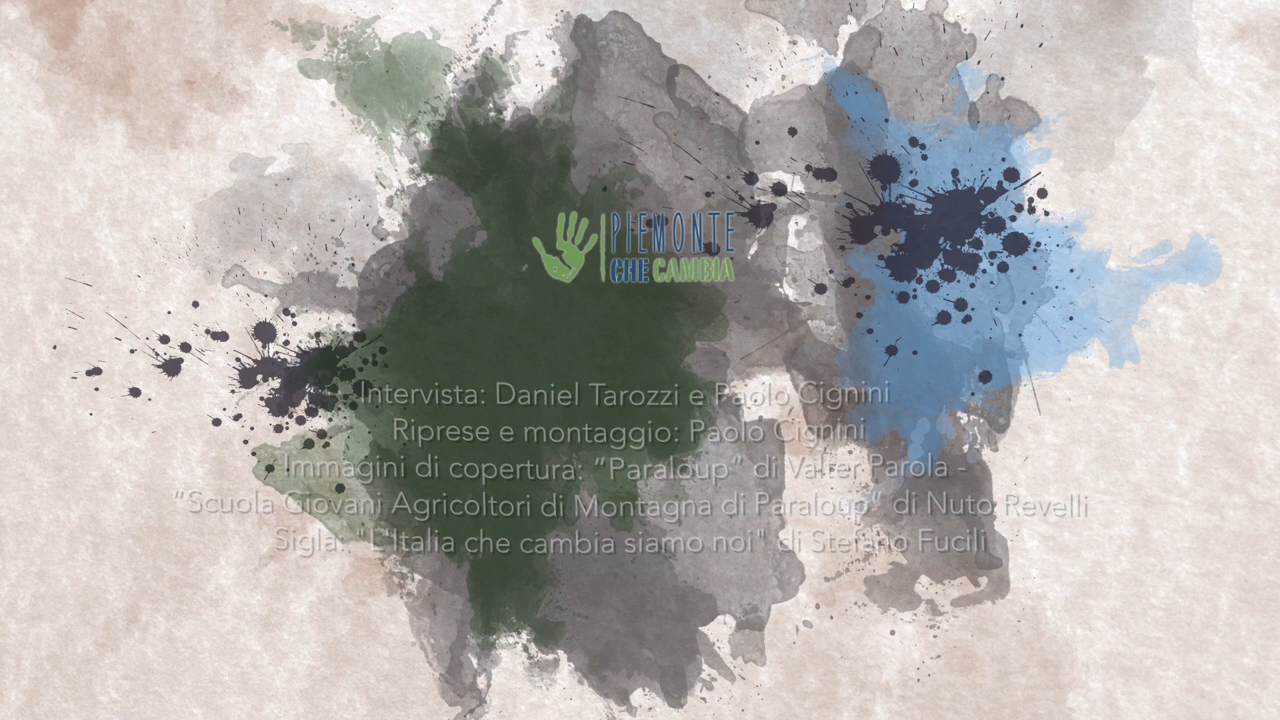 PIEMONTE
CHE CAMBIA
Intervista: Daniel Tarozzi e Paolo Cignini
Riprese e montaggio: Paolo Cignini
Immagini di copertura: “Paraloup” di Valter Parola -
“Scuola Giovani Agricoltori di Montagna di Paraloup” di Nuto Revelli
Sigla: "Italia che cambia siamo noi" di Stefano Fucili